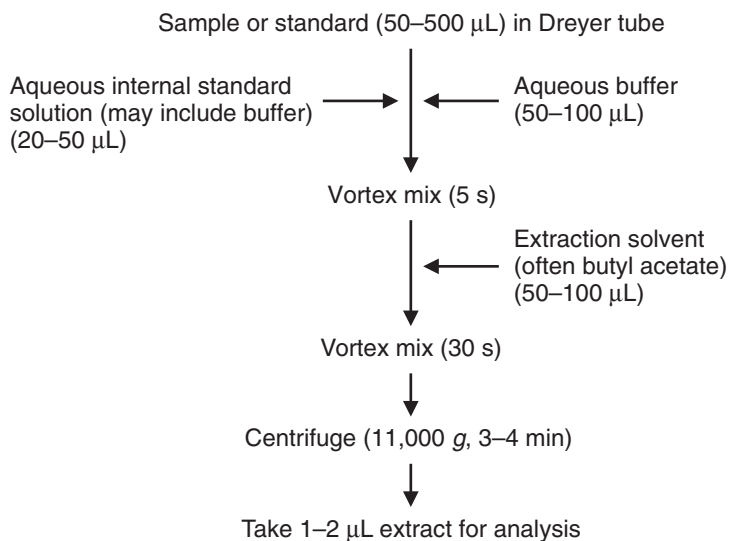 Sample or standard (50–500 μL) in Dreyer tube
Aqueous internal standard
solution (may include buffer)
(20–50 μL)
Aqueous buffer
(50–100 μL)
Vortex mix (5 s)
Extraction solvent
(often butyl acetate)
(50–100 μL)
Vortex mix (30 s)
Centrifuge (11,000 g, 3–4 min)
Take 1–2 μL extract for analysis